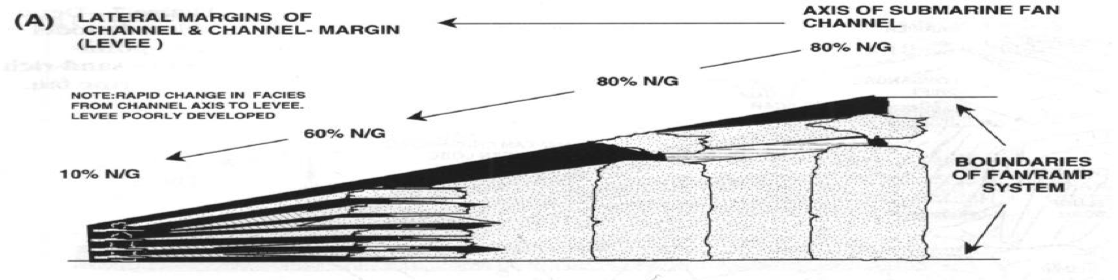 (A) LATERAL MARGINS OF
CHANNEL & CHANNEL- MARGIN
(LEVEE )
AXIS OF SUBMARINE FAN
CHANNEL
80% N/G
80% N/G
NOTE:RAPID CHANGE IN FACIES
FROM CHANNEL AXIS TO LEVEE.
LEVEE POORLY DEVELOPED
60% N/G
10% N/G
BOUNDARIES
OF FAN/RAMP
SYSTEM